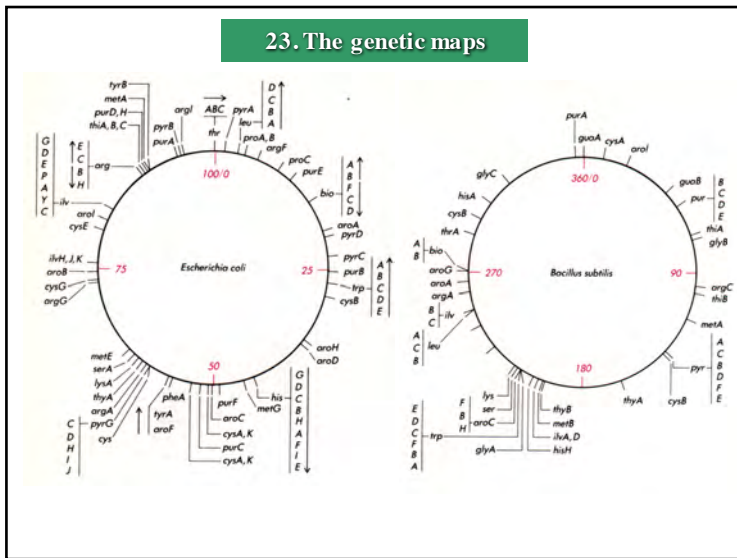 23. The genetic maps
tyrB
metA
purD, H
thiA, B, C
argI
pyrB
purA
ABC
thr
pyrA
leu
D
C
B
A
proA, B
argF
proC
purE
bio
A
B
F
C
D
aroA
pyrD
pyrC
purB
trp
A
B
C
D
E
cysB
aroH
aroD
his
G
D
C
B
H
A
F
I
E
metG
purF
aroC
cysA, K
purC
cysA, K
pheA
tyrA
aroF
metE
serA
lysA
thyA
argA
pyrG
cys
C
D
H
I
J
argG
cysG
aroB
ilvH, J, K
cysE
aroI
ilv
G
D
E
P
A
Y
C
arg
E
C
B
H
100/0
25
50
75
Escherichia coli
purA
guaA
cysA
aroI
guaB
pur
B
C
D
E
thiA
glyB
argC
thiB
metA
pyr
A
C
B
D
F
E
cysB
thyA
thyB
metB
ilvA, D
hisH
glyA
lys
ser
aroC
F
B
H
trp
E
D
C
F
B
A
leu
A
C
B
ilv
B
C
argA
aroA
aroG
bio
A
B
thrA
cysB
hisA
glyC
360/0
90
180
270
Bacillus subtilis